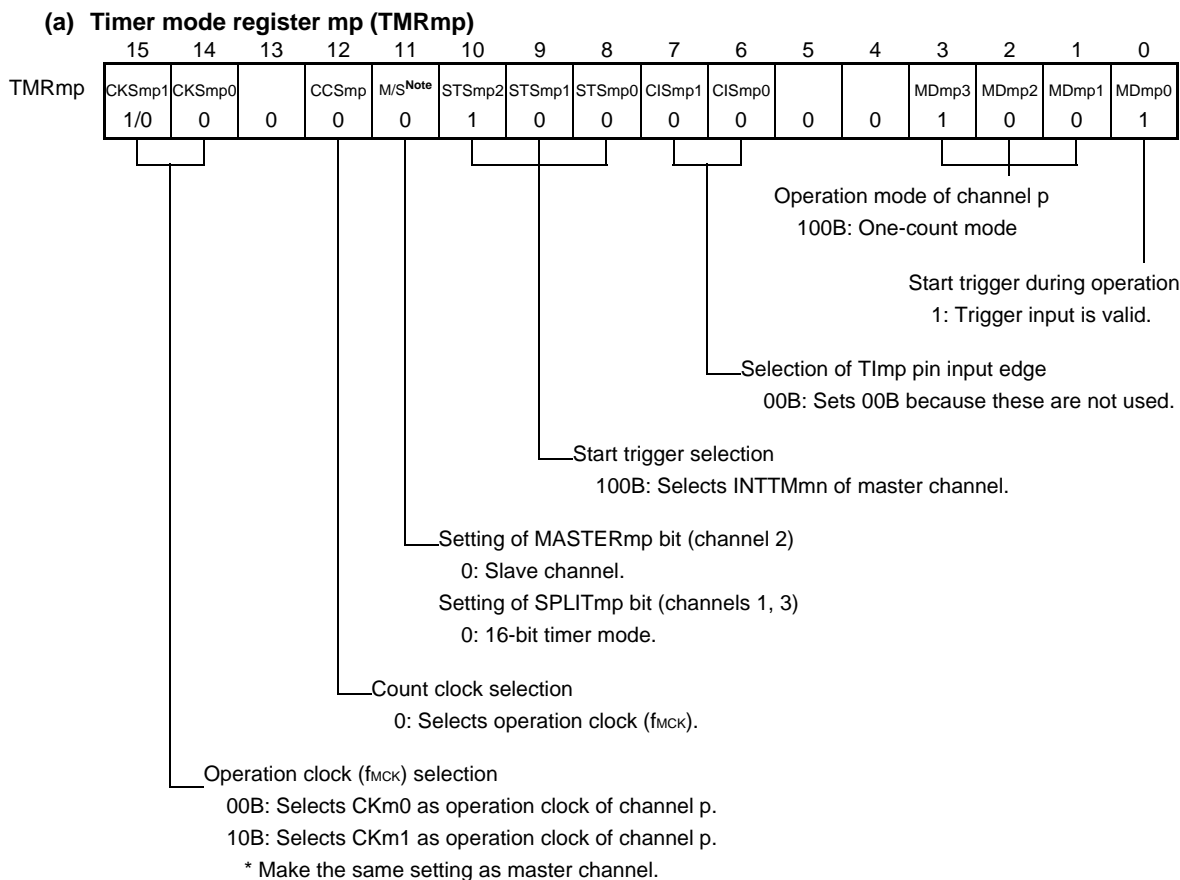 (a) Timer mode register mp (TMRmp)
15 14 13 12 11 10 9 8 7 6 5 4 3 2 1 0
TMRmp CKSmp1 CKSmp0 CCSmp M/SNote STSmp2 STSmp1 STSmp0 CISmp1 CISmp0 MDmp3 MDmp2 MDmp1 MDmp0
1/0 0 0 0 0 1 0 0 0 0 0 0 1 0 0 1
Operation mode of channel p
100B: One-count mode
Start trigger during operation
1: Trigger input is valid.
Selection of TImp pin input edge
00B: Sets 00B because these are not used.
Start trigger selection
100B: Selects INTTMmn of master channel.
Setting of MASTERmp bit (channel 2)
0: Slave channel.
Setting of SPLITmp bit (channels 1, 3)
0: 16-bit timer mode.
Count clock selection
0: Selects operation clock (fMCK).
Operation clock (fMCK) selection
00B: Selects CKm0 as operation clock of channel p.
10B: Selects CKm1 as operation clock of channel p.
* Make the same setting as master channel.